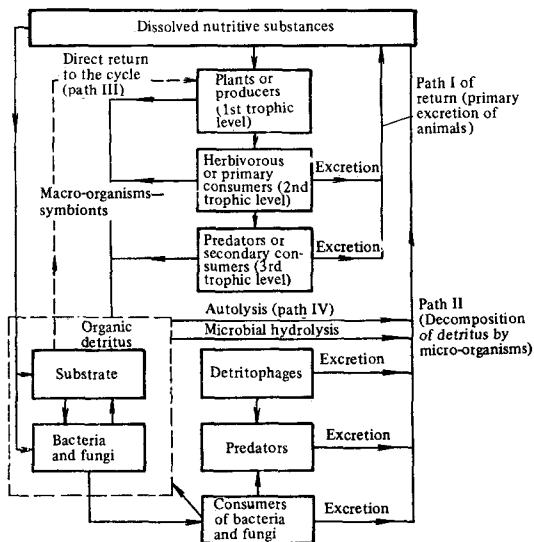 Dissolved nutritive substances
Direct return
to the cycle
(path III)
Plants or
producers
(1st trophic
level)
Path I of
return (primary
excretion of
animals)
Herbivorous
or primary
consumers (2nd
trophic level)
Excretion
Macro-organisms—
symbionts
Predators or
secondary con-
sumers (3rd
trophic level)
Excretion
Autolysis (path IV)
Microbial hydrolysis
Path II
(Decomposition
of detritus by
micro-organisms)
Organic
detritus
Substrate
Detritophages
Excretion
Bacteria
and fungi
Predators
Excretion
Consumers
of bacteria
and fungi
Excretion